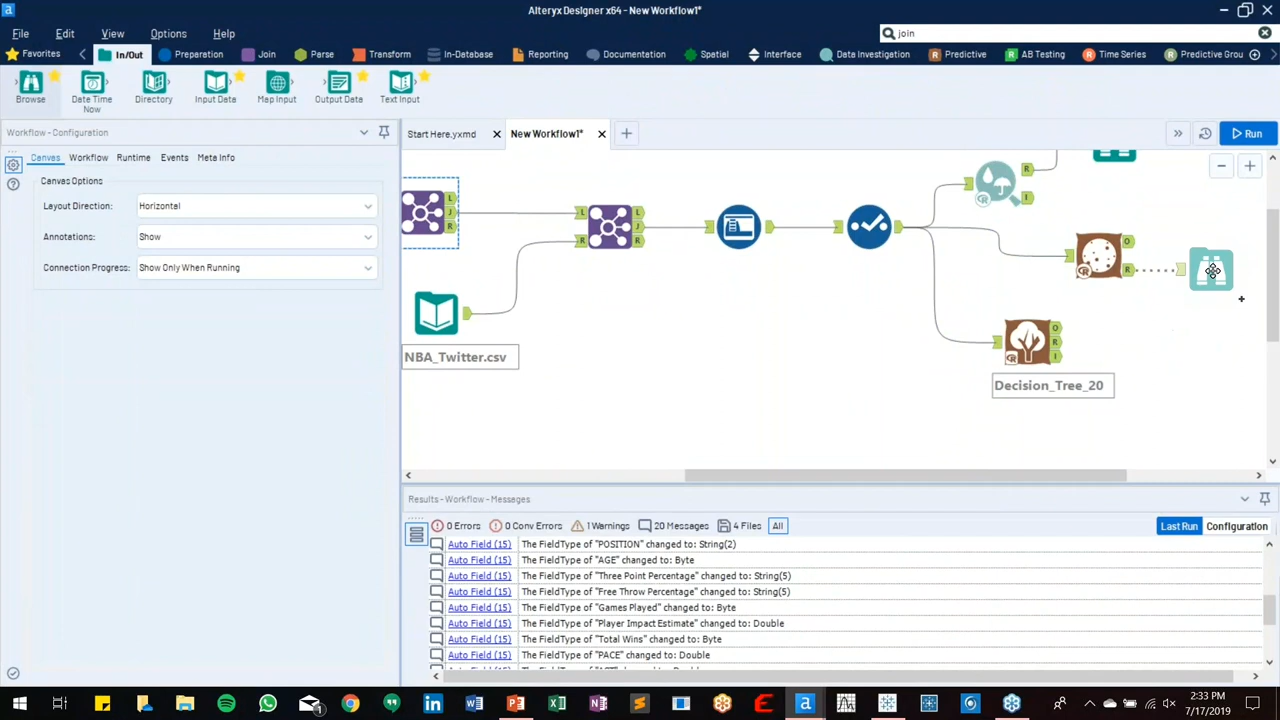 Alteryx Designer x64 - New Workflow1*
File Edit View Options Help
join
Favorites In/Out Preparation Join Parse Transform In-Database Reporting Documentation Spatial Interface Data Investigation Predictive AB Testing Time Series Predictive Grou
Browse Date Time Now Directory Input Data Map Input Output Data Text Input
Workflow - Configuration
Start Here.yxmd New Workflow1* Run
Canvas Workflow Runtime Events Meta Info
Canvas Options
Layout Direction: Horizontal
Annotations: Show
Connection Progress: Show Only When Running
L J R
L R L J R
R I
O R
O R I
NBA_Twitter.csv
Decision_Tree_20
Results - Workflow - Messages
0 Errors 0 Conv Errors 1 Warnings 20 Messages 4 Files All Last Run Configuration
Auto Field (15) The FieldType of "POSITION" changed to: String(2)
Auto Field (15) The FieldType of "AGE" changed to: Byte
Auto Field (15) The FieldType of "Three Point Percentage" changed to: String(5)
Auto Field (15) The FieldType of "Free Throw Percentage" changed to: String(5)
Auto Field (15) The FieldType of "Games Played" changed to: Byte
Auto Field (15) The FieldType of "Player Impact Estimate" changed to: Double
Auto Field (15) The FieldType of "Total Wins" changed to: Byte
Auto Field (15) The FieldType of "PACE" changed to: Double
2:33 PM
7/17/2019